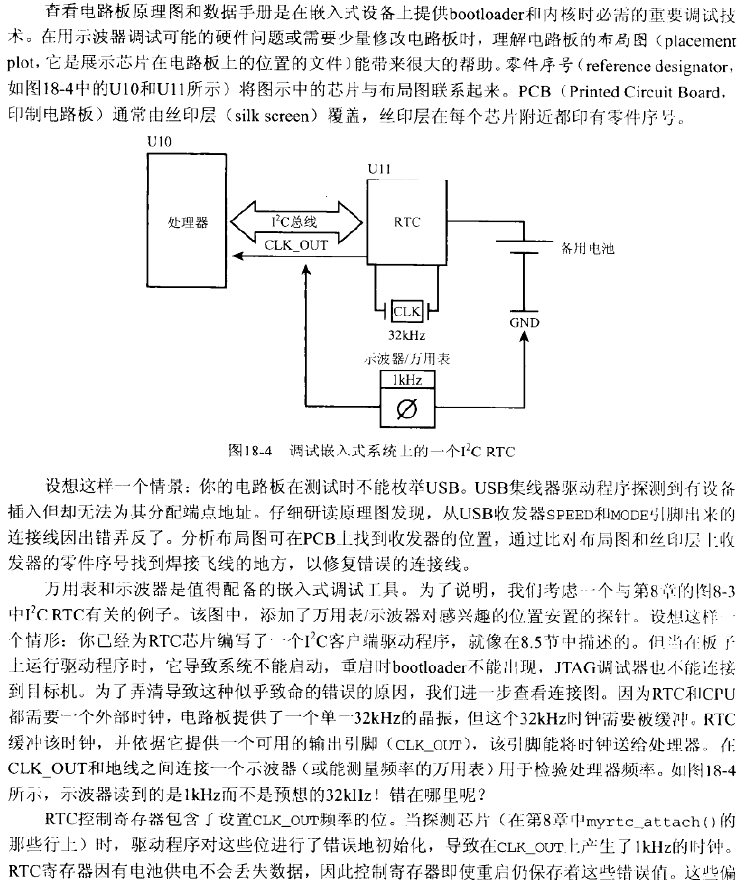 查看电路板原理图和数据手册是在嵌入式设备上提供bootloader和内核时必需的重要调试技
术。在用示波器调试可能的硬件问题或需要少量修改电路板时，理解电路板的布局图（placement
plot，它是展示芯片在电路板上的位置的文件）能带来很大的帮助。零件序号（reference designator，
如图18-4中的U10和U11所示）将图示中的芯片与布局图联系起来。PCB（Printed Circuit Board，
印制电路板）通常由丝印层（silk screen）覆盖，丝印层在每个芯片附近都印有零件序号。
U10
U11
处理器
I²C总线
RTC
CLK_OUT
备用电池
CLK
GND
32kHz
示波器/万用表
1kHz
图18-4 调试嵌入式系统上的一个I²C RTC
设想这样一个情景：你的电路板在测试时不能枚举USB。USB集线器驱动程序探测到有设备
插入但却无法为其分配端点地址。仔细研读原理图发现，从USB收发器SPEED和MODE引脚出来的
连接线因出错弄反了。分析布局图可在PCB上找到收发器的位置，通过比对布局图和丝印层上收
发器的零件序号找到焊接飞线的地方，以修复错误的连接线。
万用表和示波器是值得配备的嵌入式调试工具。为了说明，我们考虑一个与第8章的图8-3
中I²C RTC有关的例子。该图中，添加了万用表/示波器对感兴趣的位置安置的探针。设想这样一
个情形：你已经为RTC芯片编写了一个I²C客户端驱动程序，就像在8.5节中描述的。但当在板子
上运行驱动程序时，它导致系统不能启动，重启时bootloader不能出现，JTAG调试器也不能连接
到目标机。为了弄清导致这种似乎致命的错误的原因，我们进一步查看连接图。因为RTC和CPU
都需要一个外部时钟，电路板提供了一个单一32kHz的晶振，但这个32kHz时钟需要被缓冲。RTC
缓冲该时钟，并依据它提供一个可用的输出引脚（CLK_OUT），该引脚能将时钟送给处理器。在
CLK_OUT和地线之间连接一个示波器（或能测量频率的万用表）用于检验处理器频率。如图18-4
所示，示波器读到的是1kHz而不是预想的32kHz！错在哪里呢？
RTC控制寄存器包含了设置CLK_OUT频率的位。当探测芯片（在第8章中myrtc_attach()的
那些行上）时，驱动程序对这些位进行了错误地初始化，导致在CLK_OUT上产生了1kHz的时钟。
RTC寄存器因有电池供电不会丢失数据，因此控制寄存器即使重启仍保存着这些错误值。这些偏